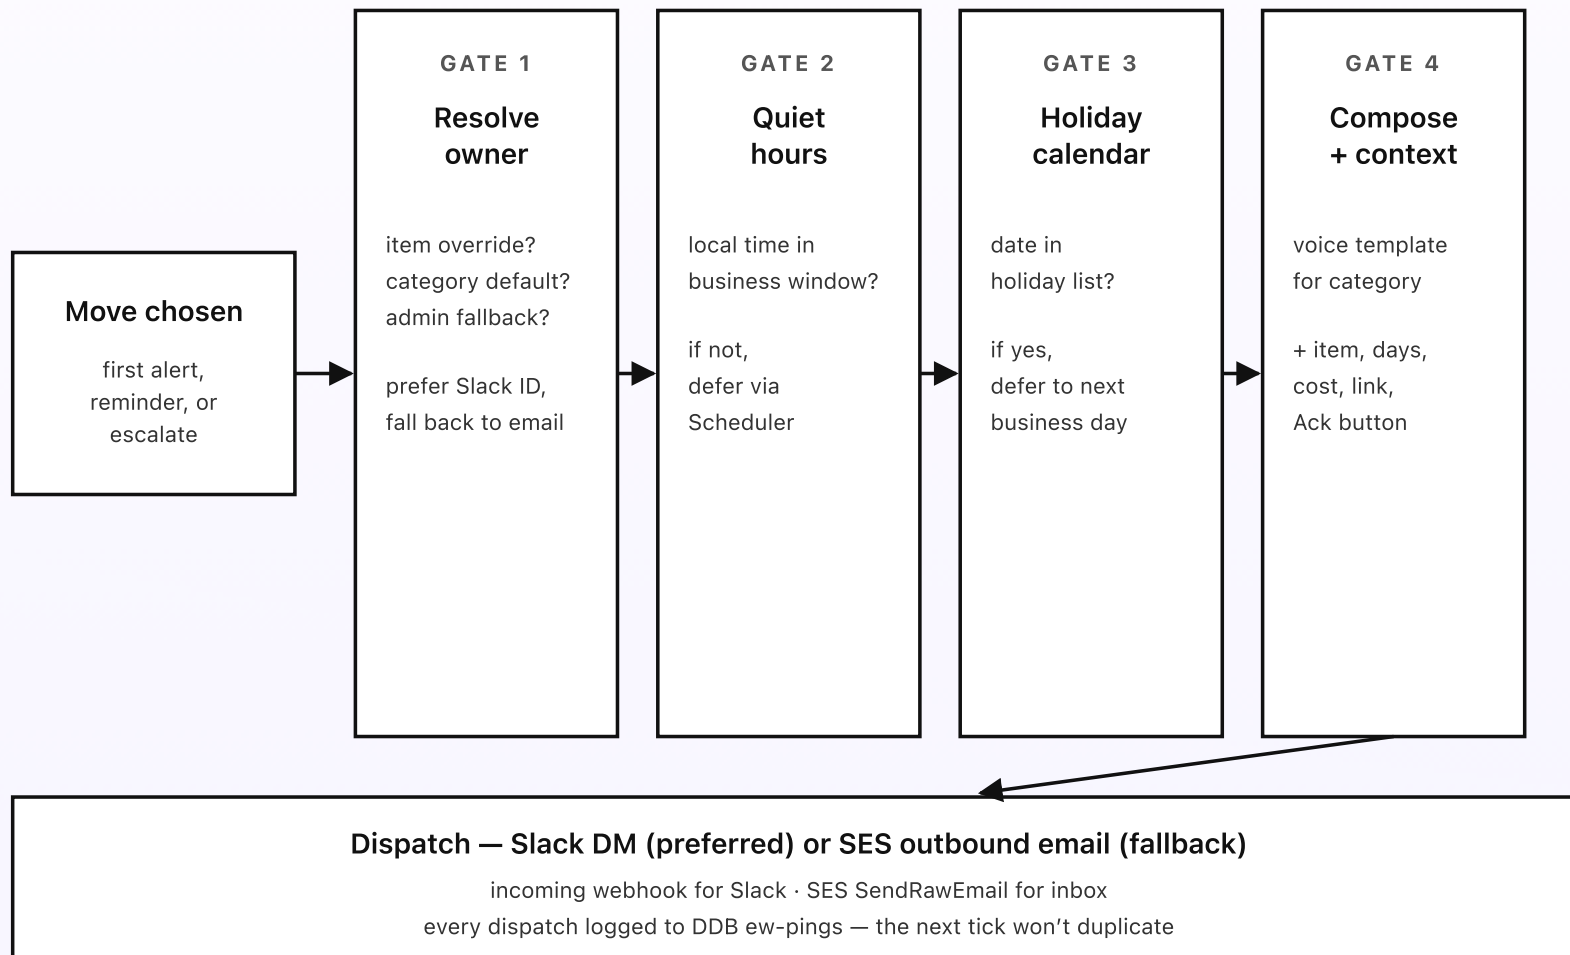 Move chosen
first alert,
reminder, or
escalate
GATE 1
Resolve
owner
item override?
category default?
admin fallback?
prefer Slack ID,
fall back to email
GATE 2
Quiet
hours
local time in
business window?
if not,
defer via
Scheduler
GATE 3
Holiday
calendar
date in
holiday list?
if yes,
defer to next
business day
GATE 4
Compose
+ context
voice template
for category
+ item, days,
cost, link,
Ack button
Dispatch — Slack DM (preferred) or SES outbound email (fallback)
incoming webhook for Slack · SES SendRawEmail for inbox
every dispatch logged to DDB ew-pings — the next tick won’t duplicate